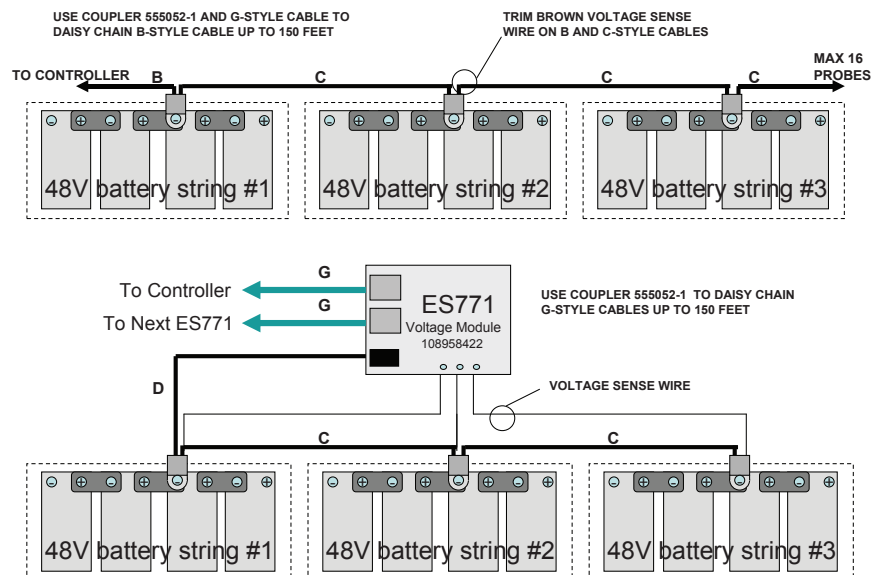 USE COUPLER 555052-1 AND G-STYLE CABLE TO
DAISY CHAIN B-STYLE CABLE UP TO 150 FEET
TRIM BROWN VOLTAGE SENSE
WIRE ON B AND C-STYLE CABLES
TO CONTROLLER
B
C
C
C
MAX 16
PROBES
48V battery string #1
48V battery string #2
48V battery string #3
To Controller
G
To Next ES771
G
ES771
Voltage Module
108958422
USE COUPLER 555052-1 TO DAISY CHAIN
G-STYLE CABLES UP TO 150 FEET
D
VOLTAGE SENSE WIRE
C
C
48V battery string #1
48V battery string #2
48V battery string #3